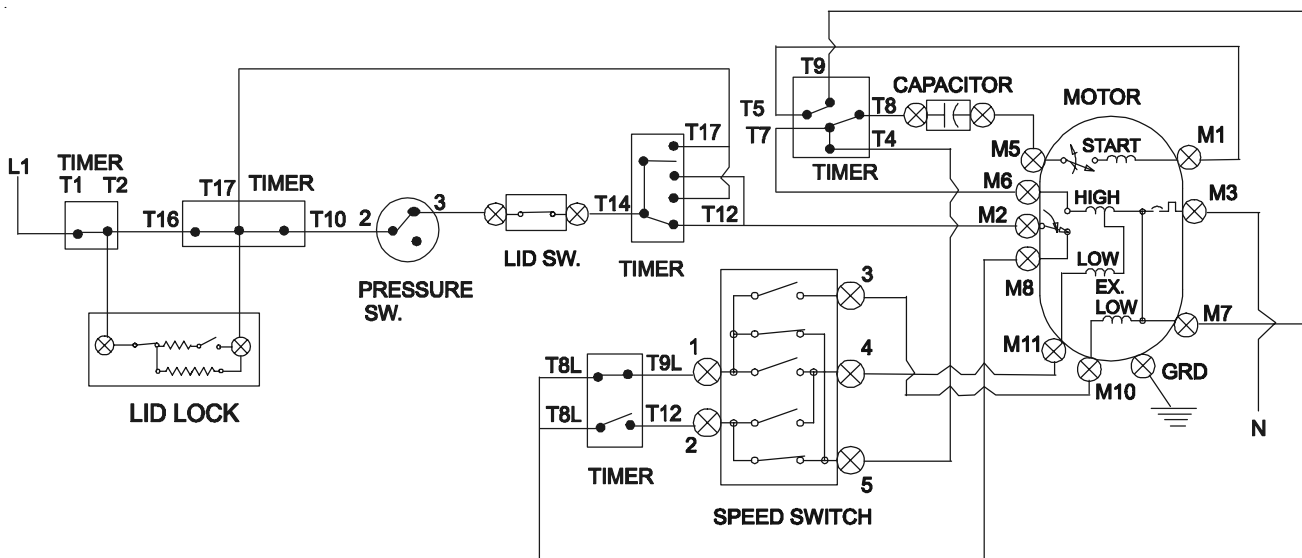 L1
TIMER
T1 T2
T16
T17
TIMER
T10
LID LOCK
2
3
PRESSURE
SW.
LID SW.
T14
T17
T12
TIMER
T9
T5
T7
T8
T4
TIMER
CAPACITOR
MOTOR
M5
START
M1
M6
HIGH
M3
M2
LOW
M8
EX.
LOW
M7
M11
M10
GRD
N
T8L
T9L
T8L
T12
TIMER
1
2
3
4
5
SPEED SWITCH